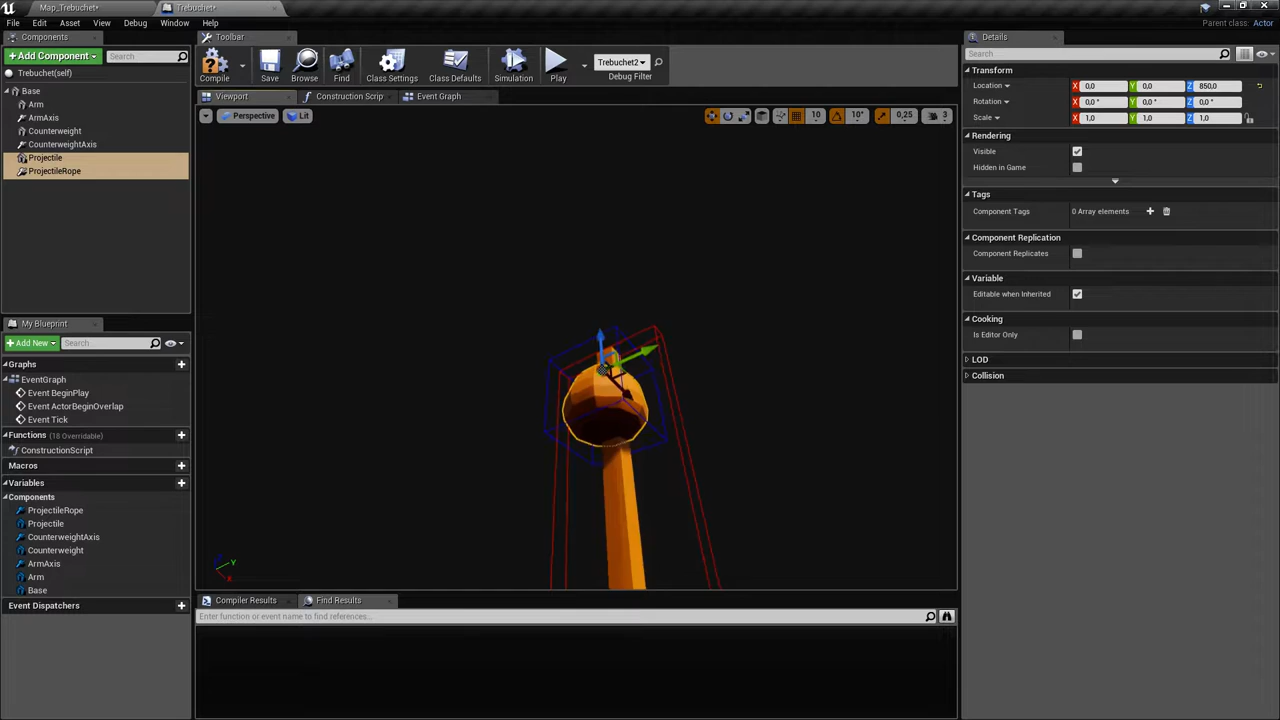 Map_Trebuchet*
Trebuchet*
File
Edit
Asset
View
Debug
Window
Help
Parent class: Actor
Components
+ Add Component
Search
Trebuchet(self)
Base
Arm
ArmAxis
Counterweight
CounterweightAxis
Projectile
ProjectileRope
My Blueprint
+ Add New
Search
Graphs
EventGraph
Event BeginPlay
Event ActorBeginOverlap
Event Tick
Functions (18 Overridable)
ConstructionScript
Macros
Variables
Components
ProjectileRope
Projectile
CounterweightAxis
Counterweight
ArmAxis
Arm
Base
Event Dispatchers
Toolbar
Compile
Save
Browse
Find
Class Settings
Class Defaults
Simulation
Play
Trebuchet2
Debug Filter
Viewport
Construction Scrip
Event Graph
Perspective
Lit
10
10°
0,25
3
Z
Y
X
Compiler Results
Find Results
Enter function or event name to find references...
Details
Search
Transform
Location
X 0,0 Y 0,0 Z 850,0
Rotation
X 0,0 ° Y 0,0 ° Z 0,0 °
Scale
X 1,0 Y 1,0 Z 1,0
Rendering
Visible
Hidden in Game
Tags
Component Tags
0 Array elements
Component Replication
Component Replicates
Variable
Editable when Inherited
Cooking
Is Editor Only
LOD
Collision